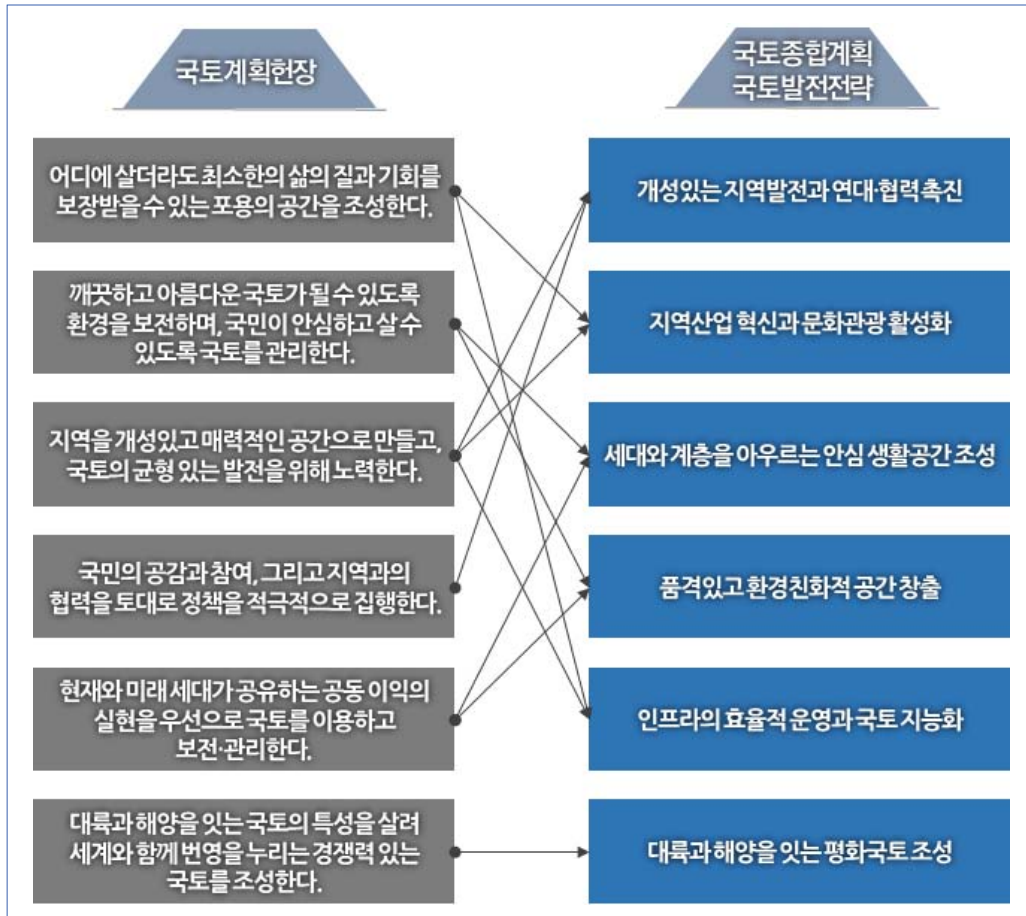 국토계획헌장
국토종합계획
국토발전전략
어디에 살더라도 최소한의 삶의 질과 기회를
보장받을 수 있는 포용의 공간을 조성한다.
개성있는 지역발전과 연대·협력 촉진
깨끗하고 아름다운 국토가 될 수 있도록
환경을 보전하며, 국민이 안심하고 살 수
있도록 국토를 관리한다.
지역산업 혁신과 문화관광 활성화
지역을 개성있고 매력적인 공간으로 만들고,
국토의 균형 있는 발전을 위해 노력한다.
세대와 계층을 아우르는 안심 생활공간 조성
국민의 공감과 참여, 그리고 지역과의
협력을 토대로 정책을 적극적으로 집행한다.
품격있고 환경친화적 공간 창출
현재와 미래 세대가 공유하는 공동 이익의
실현을 우선으로 국토를 이용하고
보전·관리한다.
인프라의 효율적 운영과 국토 지능화
대륙과 해양을 잇는 국토의 특성을 살려
세계와 함께 번영을 누리는 경쟁력 있는
국토를 조성한다.
대륙과 해양을 잇는 평화국토 조성